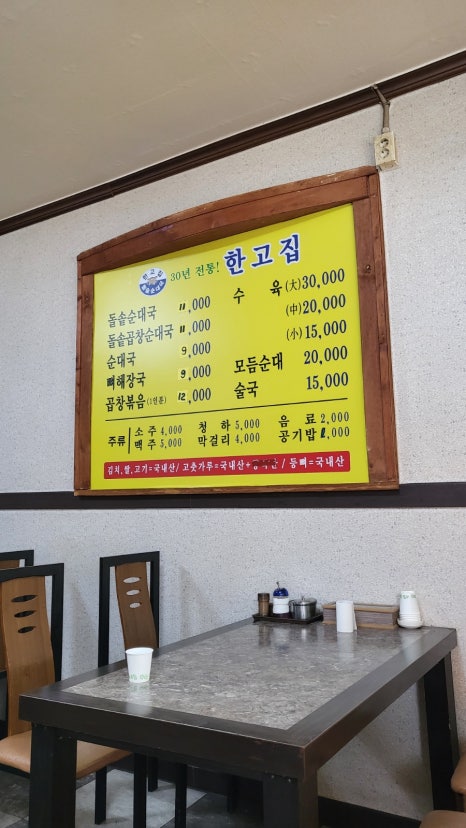 30년 전통! 한고집
돌솥순대국 11,000
돌솥곱창순대국 11,000
순대국 9,000
뼈해장국 9,000
곱창볶음(1인분) 12,000
수 육 (大) 30,000
(中) 20,000
(小) 15,000
모듬순대 20,000
술국 15,000
주류 소 주 4,000 청 하 5,000 음 료 2,000
맥 주 5,000 막걸리 4,000 공기밥 1,000
김치,쌀,고기=국내산/ 고춧가루=국내산+중국산 / 등뼈=국내산
3